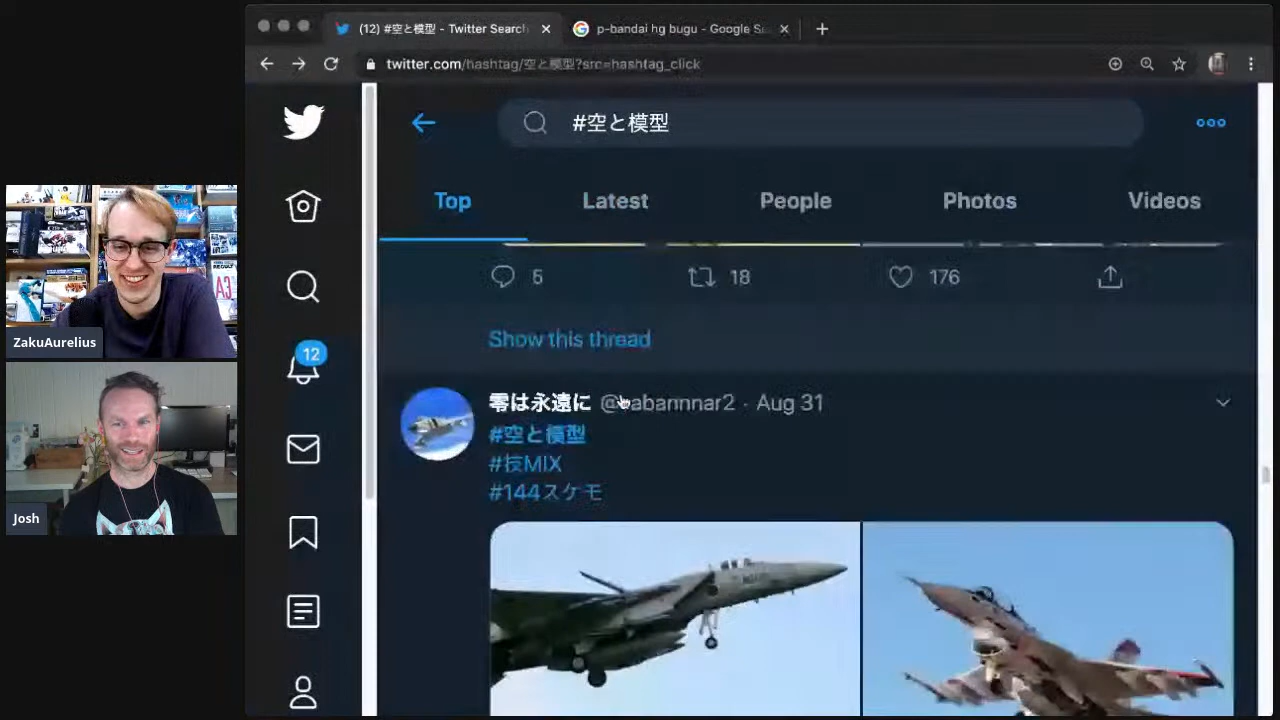 (12) #空と模型 - Twitter Search
p-bandai hg bugu - Google Se
twitter.com/hashtag/空と模型?src=hashtag_click
#空と模型
Top
Latest
People
Photos
Videos
5
18
176
Show this thread
12
零は永遠に
Aug 31
#空と模型
#技MIX
#144スケモ
ZakuAurelius
Josh